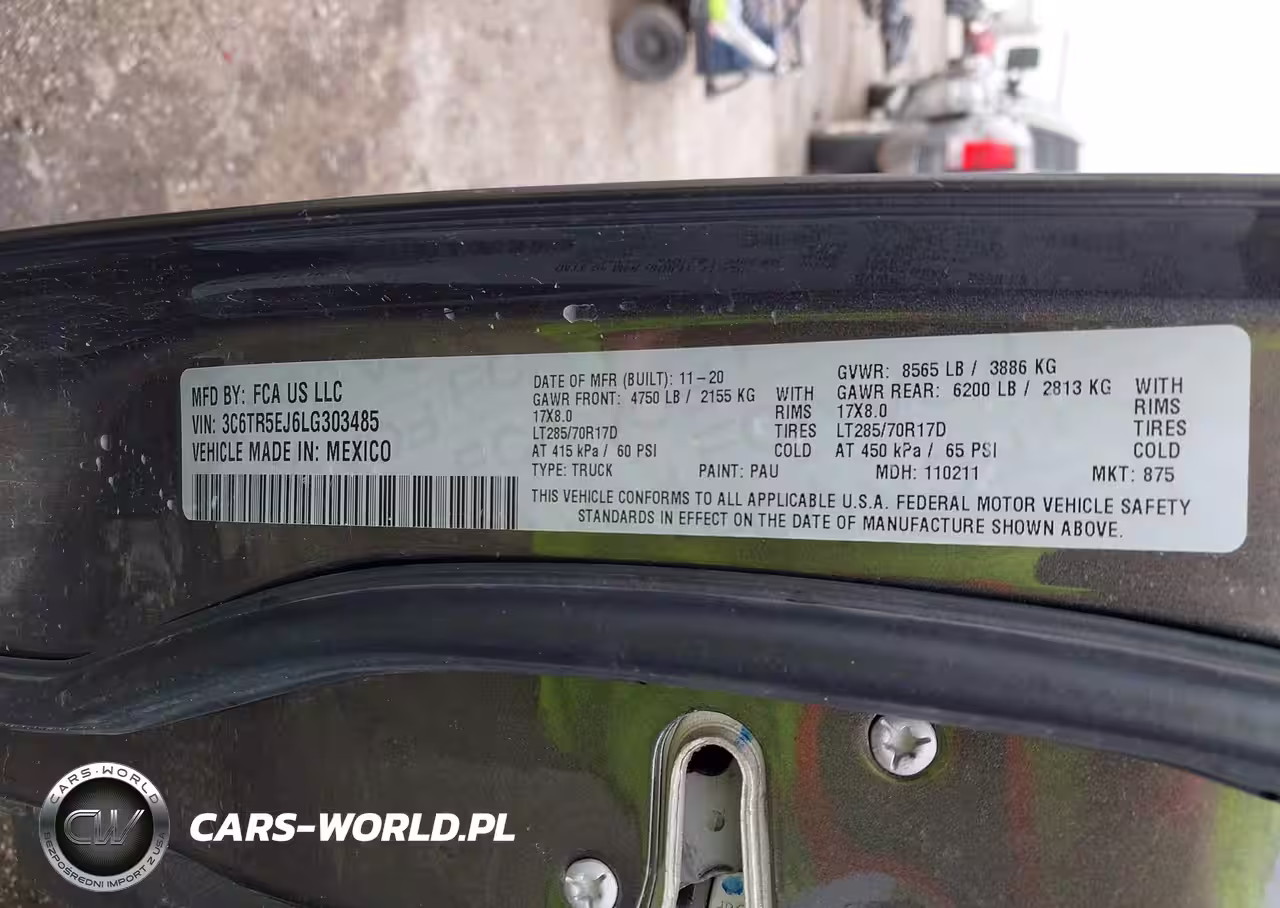 MFD BY: FCA US LLC
VIN: 3C6TR5EJ6LG303485
VEHICLE MADE IN: MEXICO
DATE OF MFR (BUILT): 11-20
GAWR FRONT: 4750 LB / 2155 KG WITH
17X8.0 RIMS
LT285/70R17D TIRES
AT 415 kPa / 60 PSI COLD
GVWR: 8565 LB / 3886 KG
GAWR REAR: 6200 LB / 2813 KG WITH
17X8.0 RIMS
LT285/70R17D TIRES
AT 450 kPa / 65 PSI COLD
TYPE: TRUCK PAINT: PAU MDH: 110211 MKT: 875
THIS VEHICLE CONFORMS TO ALL APPLICABLE U.S.A. FEDERAL MOTOR VEHICLE SAFETY
STANDARDS IN EFFECT ON THE DATE OF MANUFACTURE SHOWN ABOVE.
CARS-WORLD
CW
BEZPOŚREDNI IMPORT Z USA
CARS-WORLD.PL